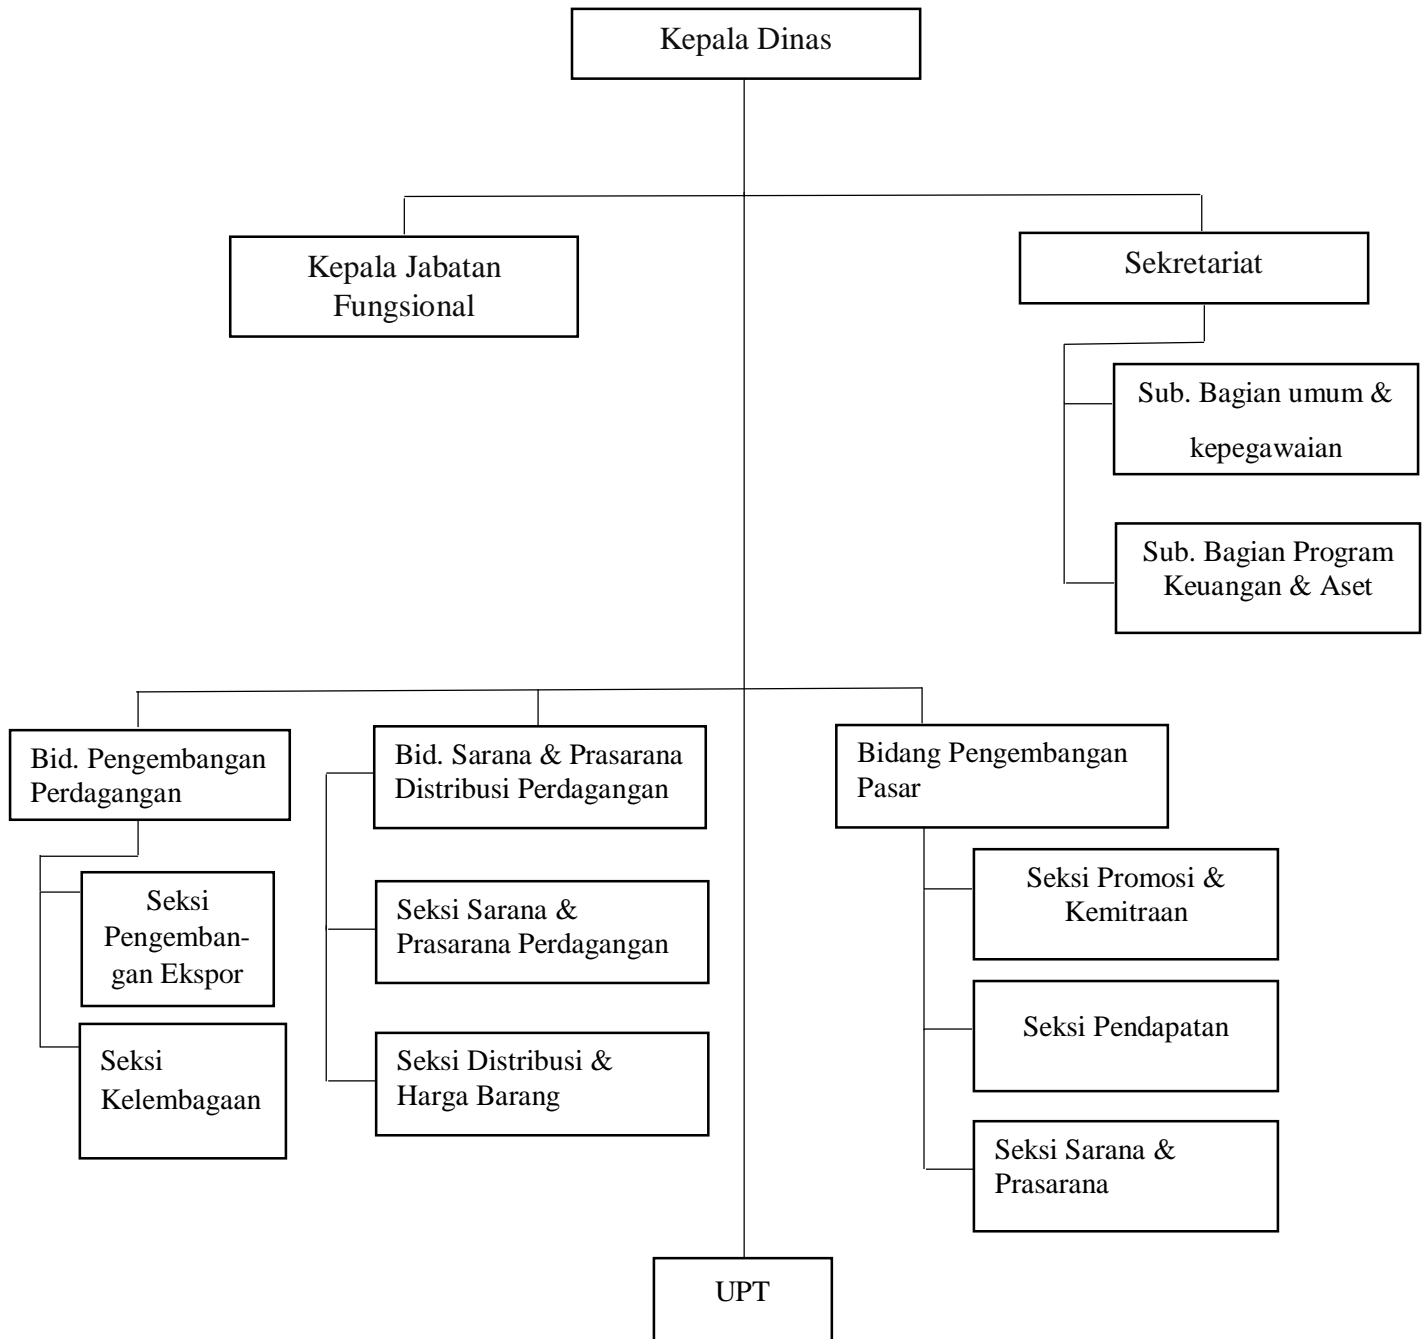 Kepala Dinas
Kepala Jabatan
Fungsional
Sekretariat
Sub. Bagian umum &
kepegawaian
Sub. Bagian Program
Keuangan & Aset
Bid. Pengembangan
Perdagangan
Bid. Sarana & Prasarana
Distribusi Perdagangan
Bidang Pengembangan
Pasar
Seksi
Pengemban-
gan Ekspor
Seksi
Kelembagaan
Seksi Sarana &
Prasarana Perdagangan
Seksi Distribusi &
Harga Barang
Seksi Promosi &
Kemitraan
Seksi Pendapatan
Seksi Sarana &
Prasarana
UPT